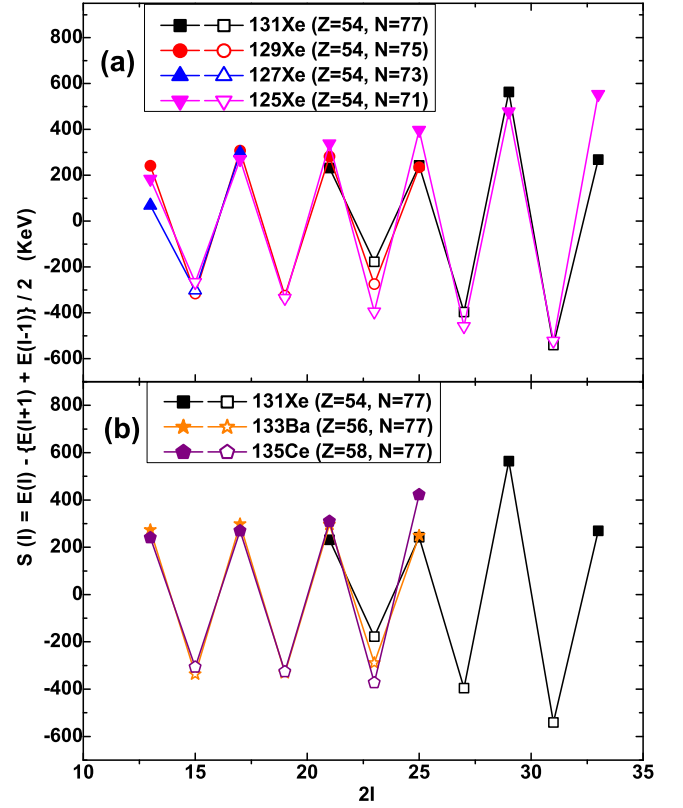 (a)
131Xe (Z=54, N=77)
129Xe (Z=54, N=75)
127Xe (Z=54, N=73)
125Xe (Z=54, N=71)
800
600
400
200
0
-200
-400
-600
(b)
131Xe (Z=54, N=77)
133Ba (Z=56, N=77)
135Ce (Z=58, N=77)
800
600
400
200
0
-200
-400
-600
S (I) = E(I) - {E(I+1) + E(I-1)} / 2 (KeV)
10 15 20 25 30 35
2I